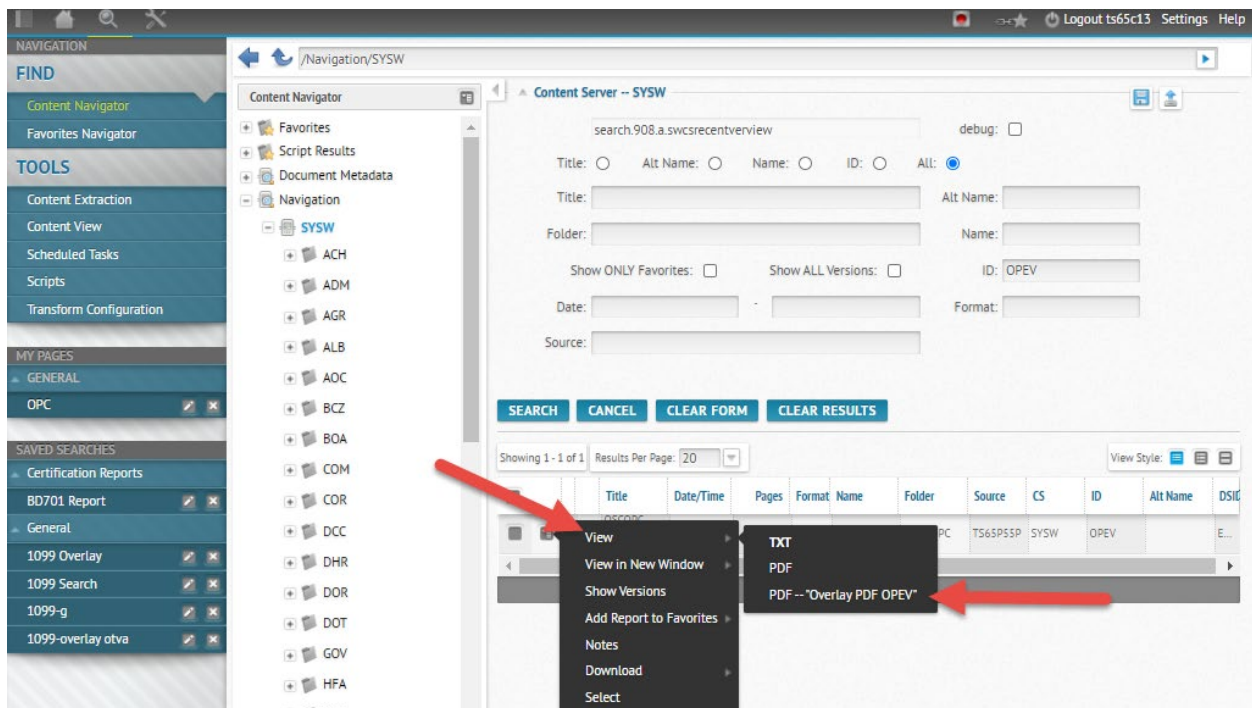 Logout ts65c13 Settings Help
NAVIGATION
FIND
Content Navigator
Favorites Navigator
TOOLS
Content Extraction
Content View
Scheduled Tasks
Scripts
Transform Configuration
MY PAGES
GENERAL
OPC
SAVED SEARCHES
Certification Reports
BD701 Report
General
1099 Overlay
1099 Search
1099-g
1099-overlay otva
/Navigation/SYSW
Content Navigator
Favorites
Script Results
Document Metadata
Navigation
SYSW
ACH
ADM
AGR
ALB
AOC
BCZ
BOA
COM
COR
DCC
DHR
DOR
DOT
GOV
HFA
Content Server -- SYSW
search.908.a.swcsrecentverview debug:
Title: Alt Name: Name: ID: All:
Title: Alt Name:
Folder: Name:
Show ONLY Favorites: Show ALL Versions: ID: OPEV
Date: - Format:
Source:
SEARCH CANCEL CLEAR FORM CLEAR RESULTS
Showing 1 - 1 of 1 Results Per Page: 20 View Style:
Title Date/Time Pages Format Name Folder Source CS ID Alt Name DSID
PC TS65P5SP SYSW OPEV E...
View
View in New Window
Show Versions
Add Report to Favorites
Notes
Download
Select
TXT
PDF
PDF -- "Overlay PDF OPEV"